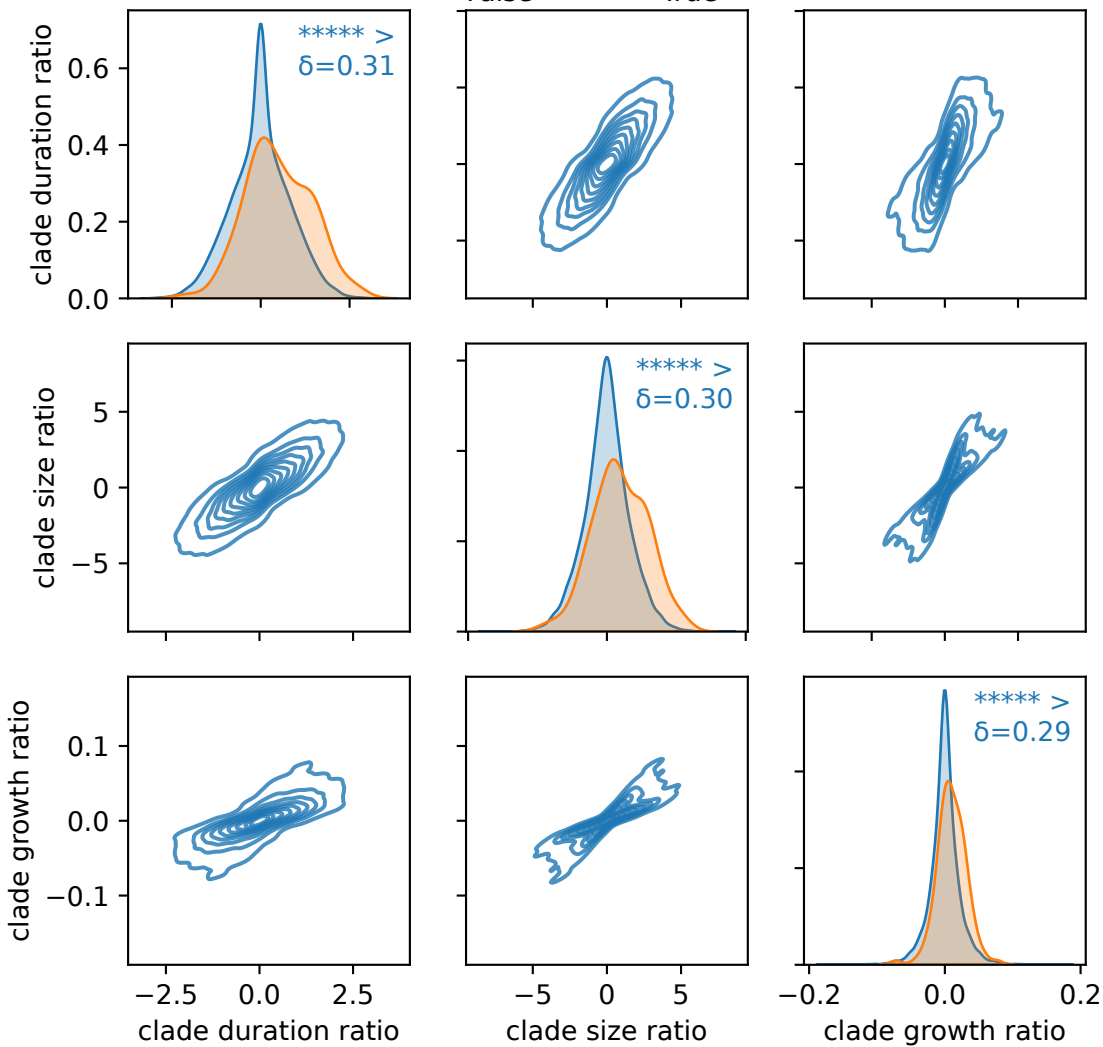 clade duration ratio
0.6
0.4
0.2
0.0
***** >
δ=0.31
clade size ratio
5
0
−5
***** >
δ=0.30
clade growth ratio
0.1
0.0
−0.1
***** >
δ=0.29
−2.5 0.0 2.5
−5 0 5
−0.2 0.0 0.2
clade duration ratio
clade size ratio
clade growth ratio